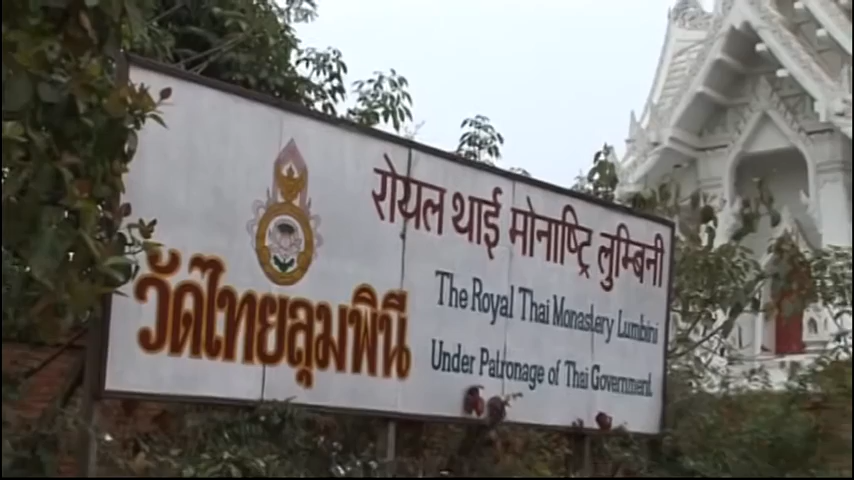 วัดไทยลุมพินี
रोयल थाई मोनाष्ट्रि लुम्बिनी
The Royal Thai Monastery Lumbini
Under Patronage of Thai Government.